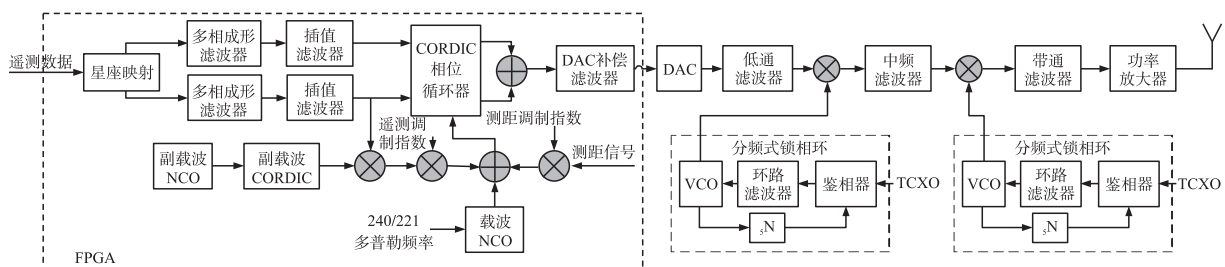 遥测数据
星座映射
多相成形
滤波器
插值
滤波器
多相成形
滤波器
插值
滤波器
CORDIC
相位
循环器
DAC补偿
滤波器
DAC
低通
滤波器
中频
滤波器
带通
滤波器
功率
放大器
遥测调
制指数
测距调制指数
测距信号
副载波
NCO
副载波
CORDIC
240/221
多普勒频率
载波
NCO
FPGA
分频式锁相环
VCO
环路
滤波器
鉴相器
TCXO
5N
分频式锁相环
VCO
环路
滤波器
鉴相器
TCXO
5N